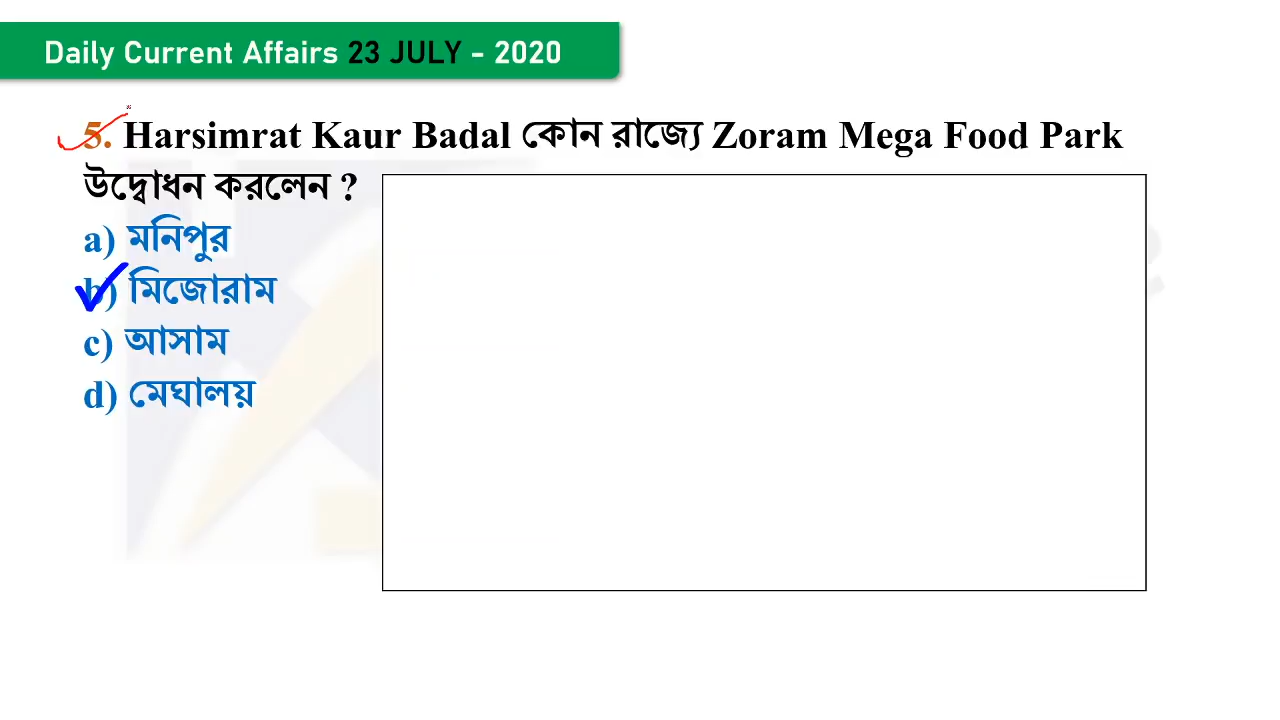 Daily Current Affairs 23 JULY - 2020
5. Harsimrat Kaur Badal কোন রাজ্যে Zoram Mega Food Park
উদ্বোধন করলেন ?
a) মনিপুর
b) মিজোরাম
c) আসাম
d) মেঘালয়